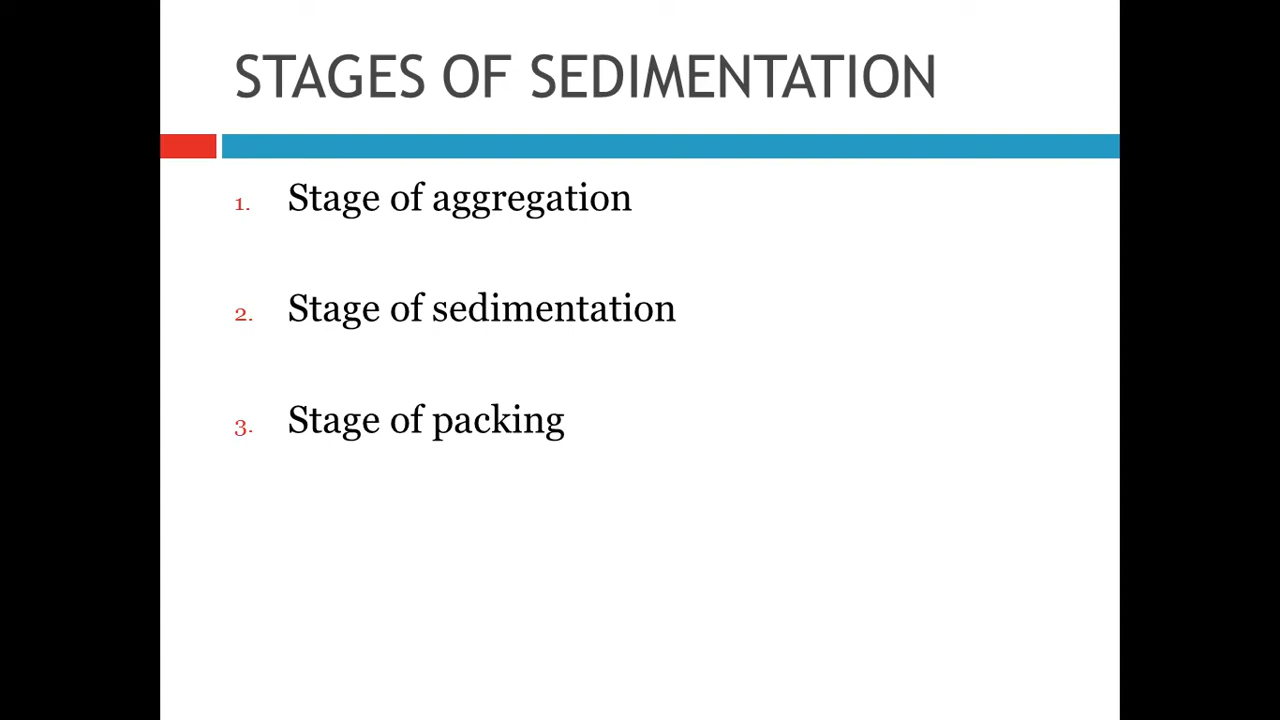 STAGES OF SEDIMENTATION
1. Stage of aggregation
2. Stage of sedimentation
3. Stage of packing